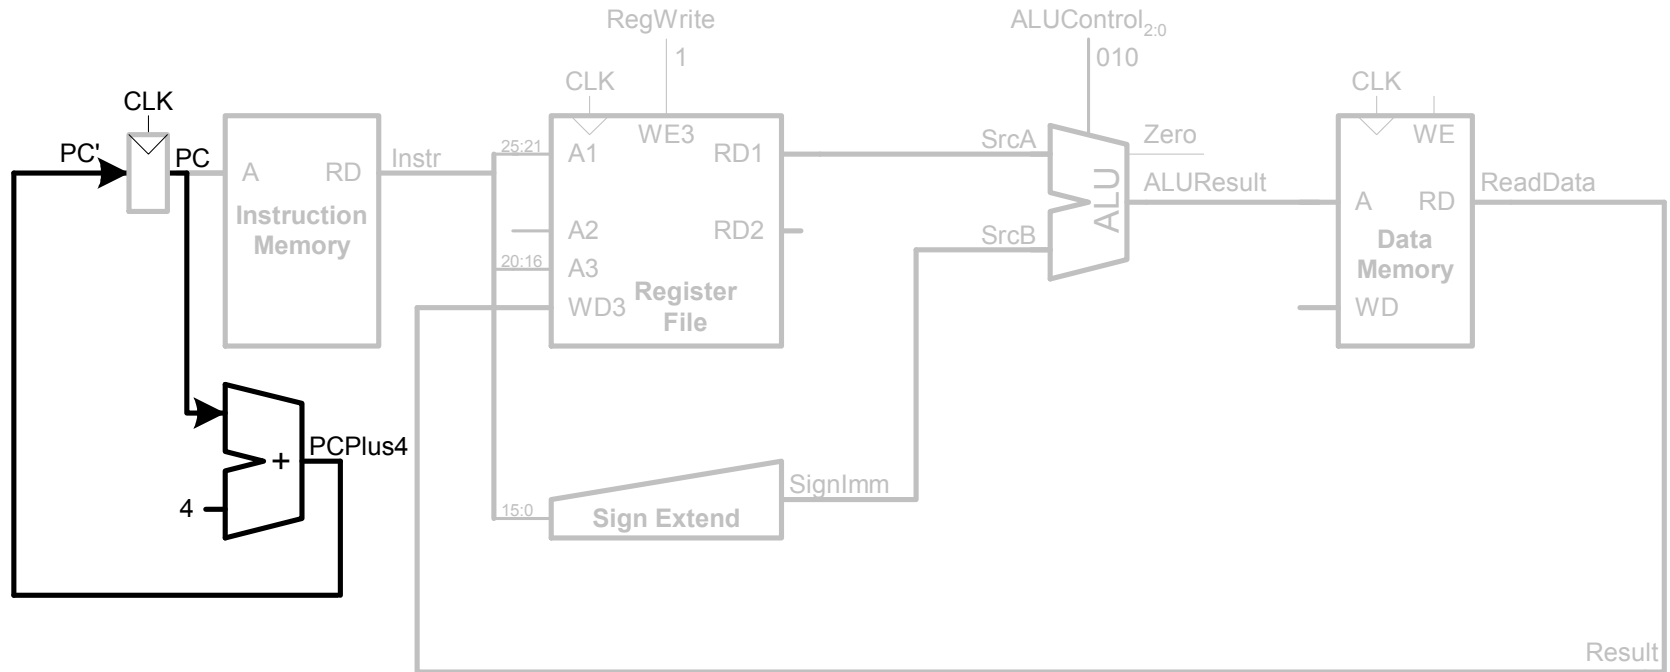 RegWrite
1
ALUControl2:0
010
CLK
PC'
PC
A
RD
Instruction
Memory
Instr
CLK
WE3
25:21
A1
RD1
A2
RD2
20:16
A3
WD3
Register
File
SrcA
SrcB
ALU
Zero
ALUResult
CLK
WE
A
RD
Data
Memory
WD
ReadData
PCPlus4
+
4
SignImm
15:0
Sign Extend
Result